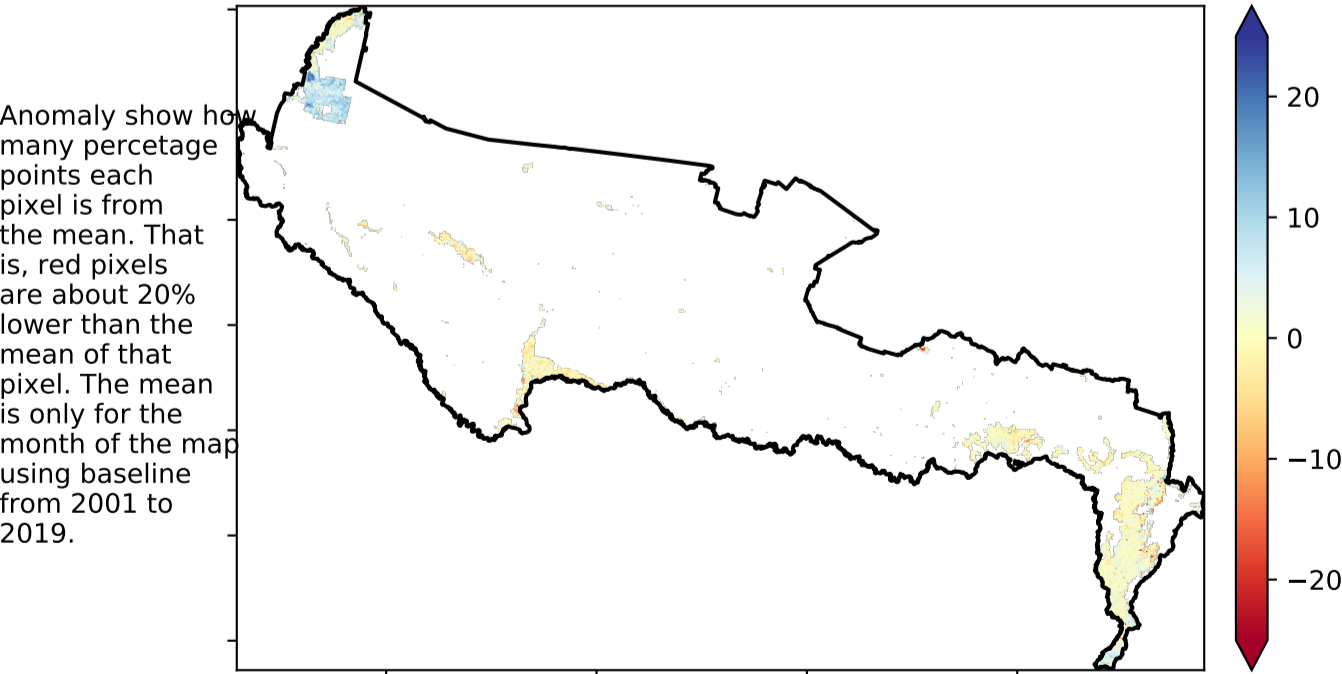 Anomaly show how
many percetage
points each
pixel is from
the mean. That
is, red pixels
are about 20%
lower than the
mean of that
pixel. The mean
is only for the
month of the map
using baseline
from 2001 to
2019.
20
10
0
−10
−20